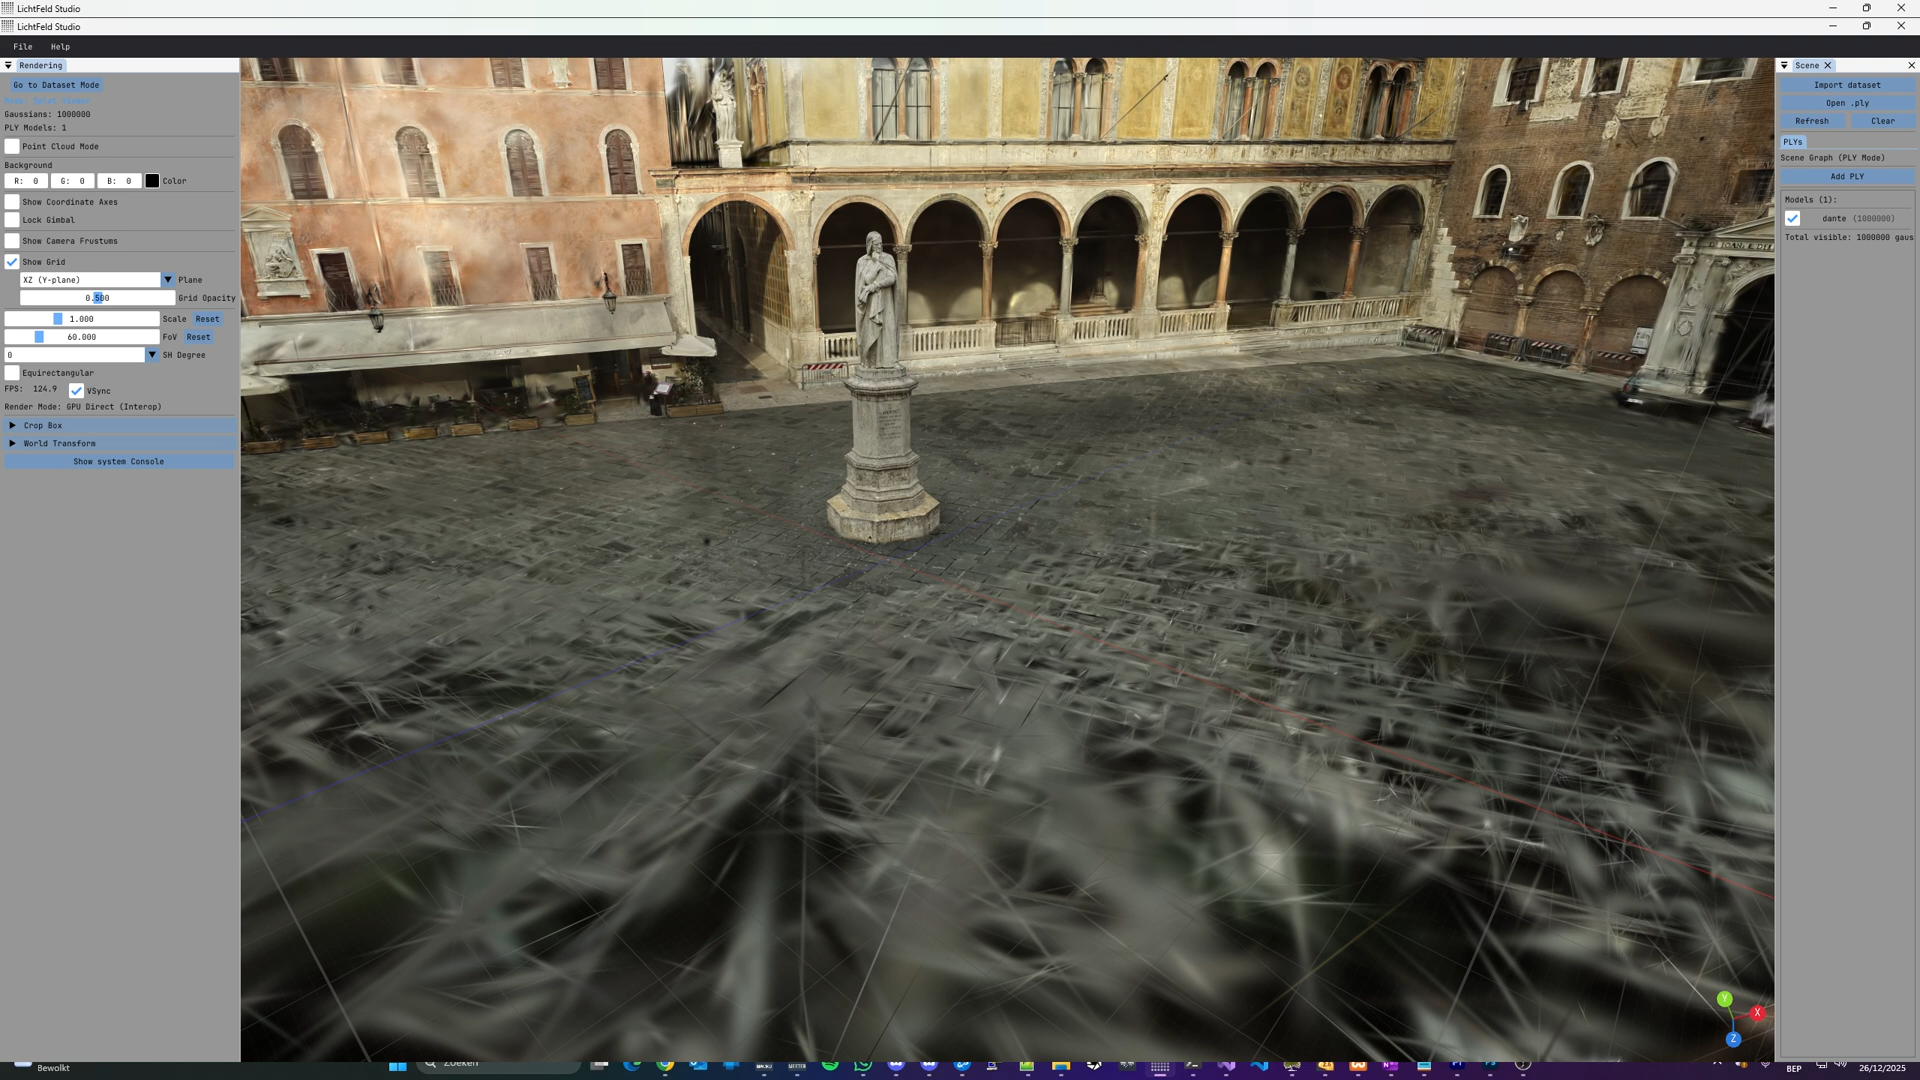 LichtFeld Studio
LichtFeld Studio
File Help
Rendering
Go to Dataset Mode
Mode: Splat Viewer
Gaussians: 1000000
PLY Models: 1
Point Cloud Mode
Background
R: 0 G: 0 B: 0 Color
Show Coordinate Axes
Lock Gimbal
Show Camera Frustums
Show Grid
XZ (Y-plane) Plane
0.500 Grid Opacity
1.000 Scale Reset
60.000 FoV Reset
0 SH Degree
Equirectangular
FPS: 124.9 VSync
Render Mode: GPU Direct (Interop)
Crop Box
World Transform
Show system Console
Scene
Import dataset
Open .ply
Refresh Clear
PLYs
Scene Graph (PLY Mode)
Add PLY
Models (1):
dante (1000000)
Total visible: 1000000 gaus
Y
X
Z
Bewolkt
Zoeken
BEP
26/12/2025